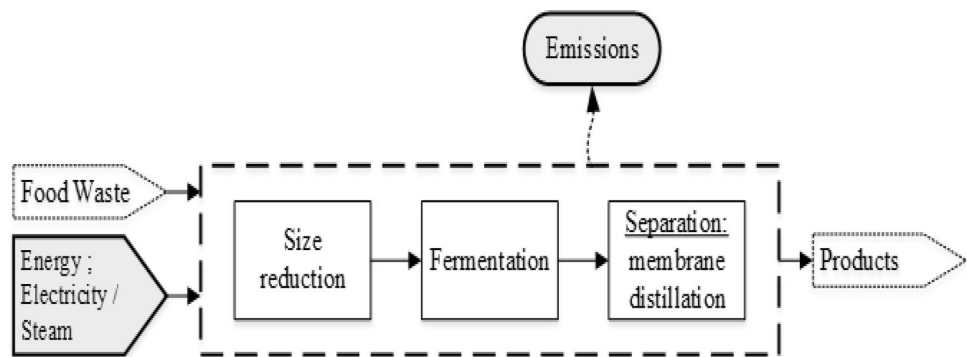 Emissions
Food Waste
Energy ;
Electricity /
Steam
Size
reduction
Fermentation
Separation:
membrane
distillation
Products